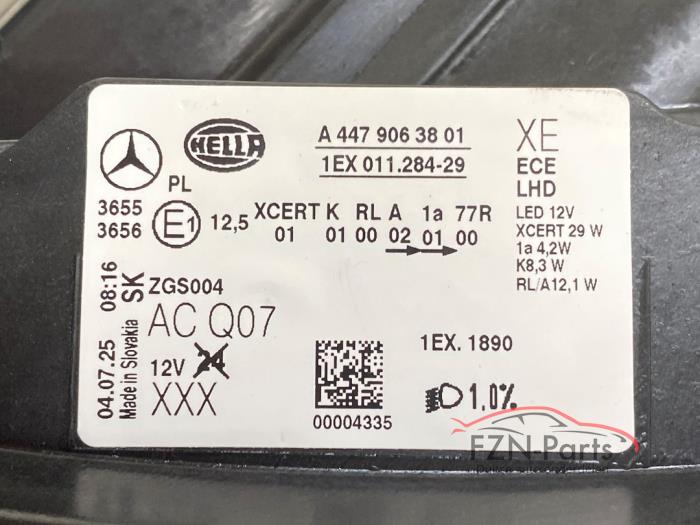 HELLA
A 447 906 38 01
1EX 011.284-29
XE
ECE
LHD
PL
3655
3656
E1
12,5
XCERT K RL A 1a 77R
01 01 00 02 01 00
LED 12V
XCERT 29 W
1a 4,2W
K8,3 W
RL/A12,1 W
04.07.25 08:16
Made in Slovakia SK
ZGS004
AC Q07
12V 24
XXX
00004335
1EX. 1890
1.0%
FZN-Parts